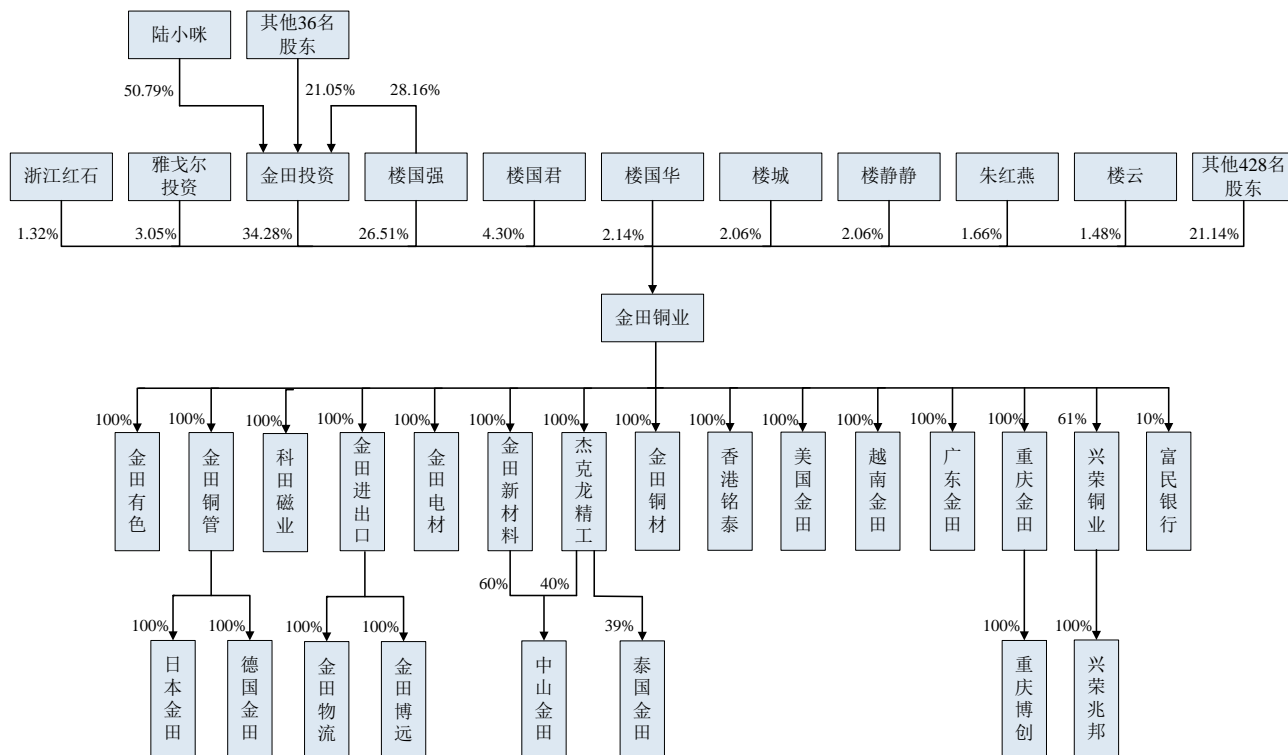 陆小咪
其他36名
股东
50.79%
21.05%
28.16%
浙江红石
雅戈尔
投资
金田投资
楼国强
楼国君
楼国华
楼城
楼静静
朱红燕
楼云
其他428名
股东
1.32%
3.05%
34.28%
26.51%
4.30%
2.14%
2.06%
2.06%
1.66%
1.48%
21.14%
金田铜业
100%
100%
100%
100%
100%
100%
100%
100%
100%
100%
100%
100%
100%
61%
10%
金田有色
金田铜管
科田磁业
金田进出口
金田电材
金田新材料
杰克龙精工
金田铜材
香港铭泰
美国金田
越南金田
广东金田
重庆金田
兴荣铜业
富民银行
60%
40%
100%
100%
100%
100%
39%
100%
100%
日本金田
德国金田
金田物流
金田博远
中山金田
泰国金田
重庆博创
兴荣兆邦